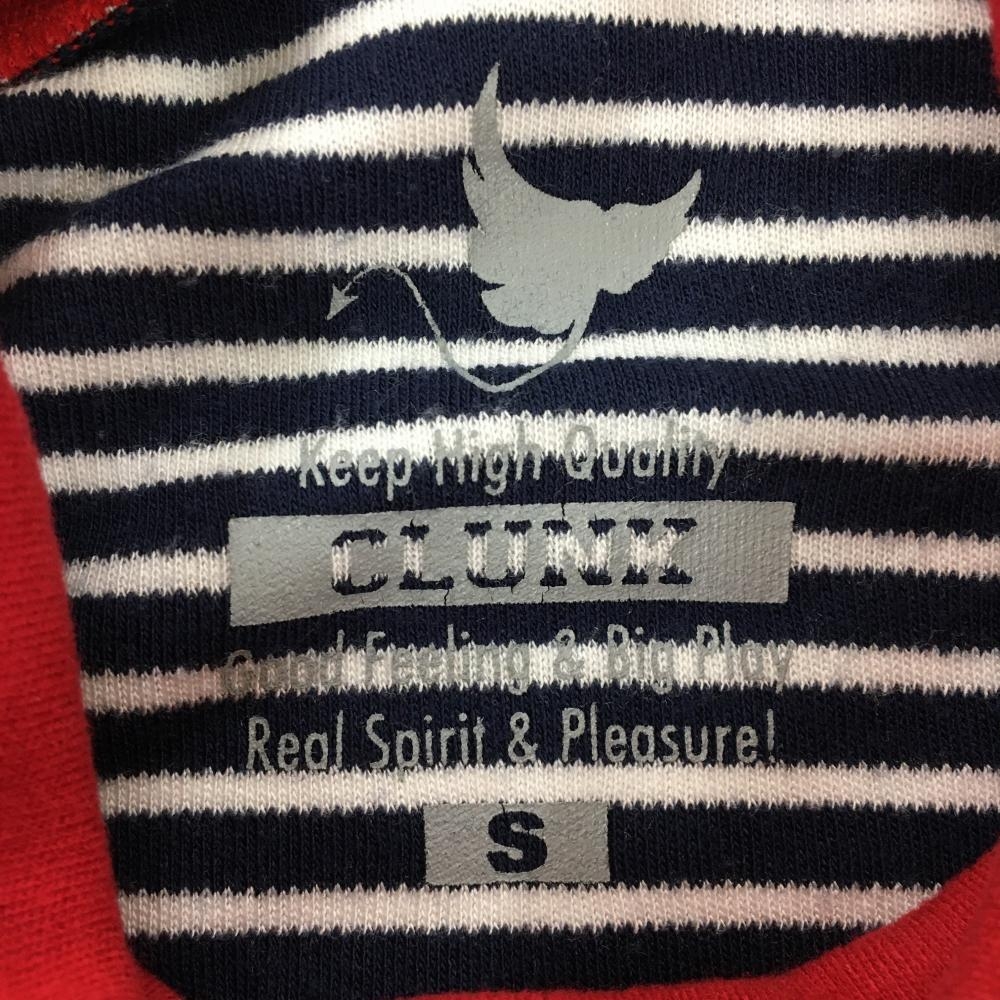 Keep High Quality
CLUNK
Good Feeling & Big Play
Real Spirit & Pleasure!
S